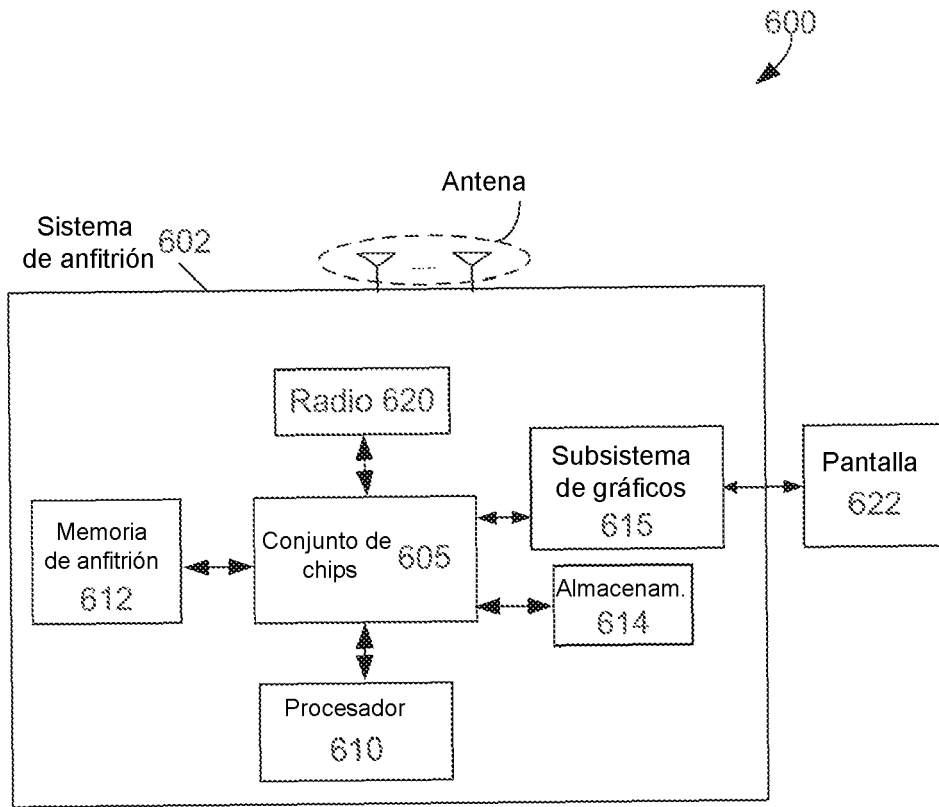 600
Antena
Sistema
de anfitrión 602
....
Radio 620
Subsistema
de gráficos
615
Pantalla
622
Memoria
de anfitrión
612
Conjunto de
chips 605
Almacenam.
614
Procesador
610